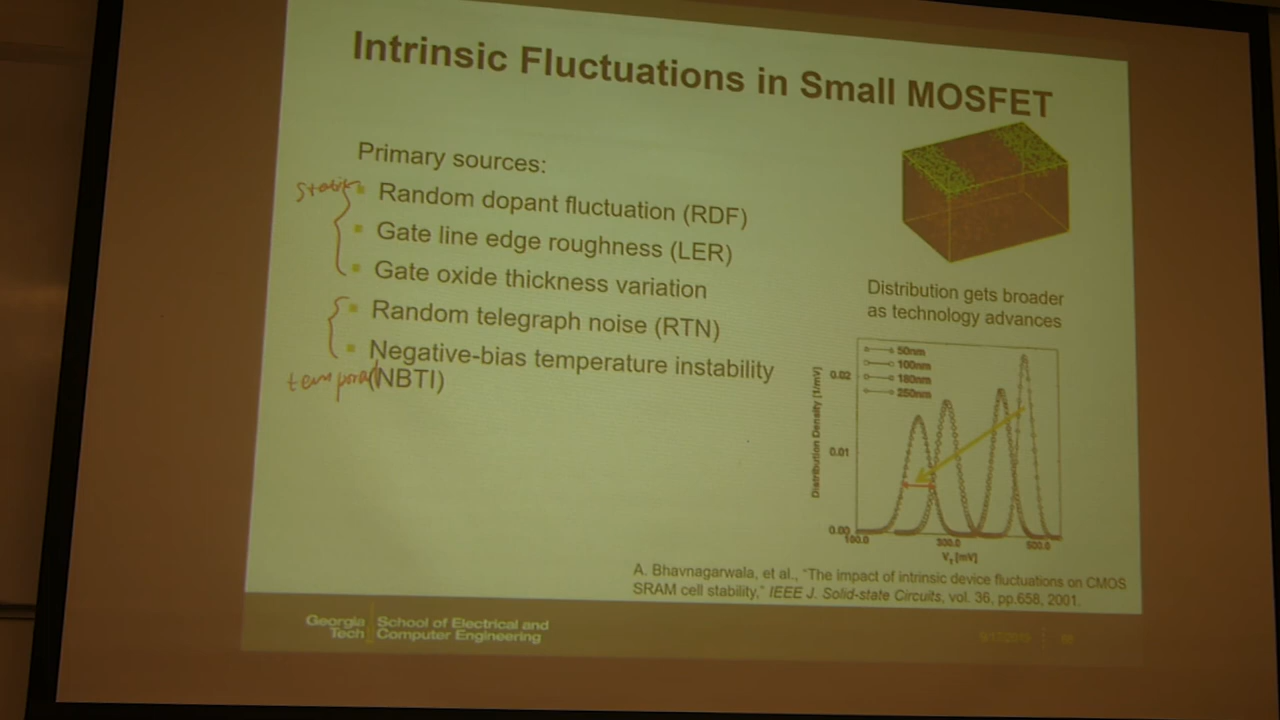 Intrinsic Fluctuations in Small MOSFET
Primary sources:
static
Random dopant fluctuation (RDF)
Gate line edge roughness (LER)
Gate oxide thickness variation
Random telegraph noise (RTN)
Negative-bias temperature instability
temporal
(NBTI)
Distribution gets broader
as technology advances
50nm
100nm
180nm
250nm
Distribution Density [1/mV]
0.02
0.01
0.00
100.0
300.0
500.0
VT [mV]
A. Bhavnagarwala, et al., "The impact of intrinsic device fluctuations on CMOS
SRAM cell stability," IEEE J. Solid-state Circuits, vol. 36, pp.658, 2001.
Georgia
Tech
School of Electrical and
Computer Engineering